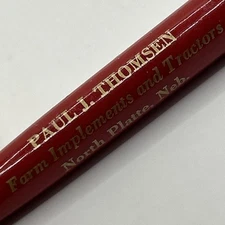 PAUL J. THOMSEN
Farm Implements and Tractors
North Platte, Neb.